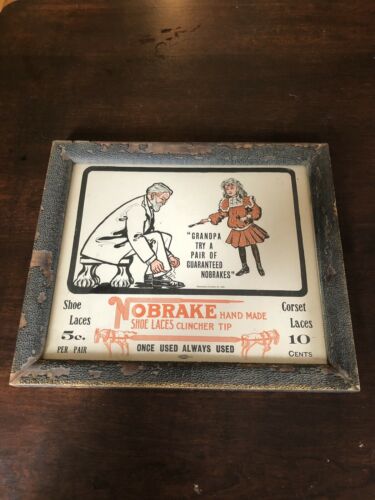 "GRANDPA
TRY A
PAIR OF
GUARANTEED
NOBRAKES"
Shoe
Laces
5c.
PER PAIR
NOBRAKE HAND MADE
SHOE LACES CLINCHER TIP
ONCE USED ALWAYS USED
Corset
Laces
10
CENTS